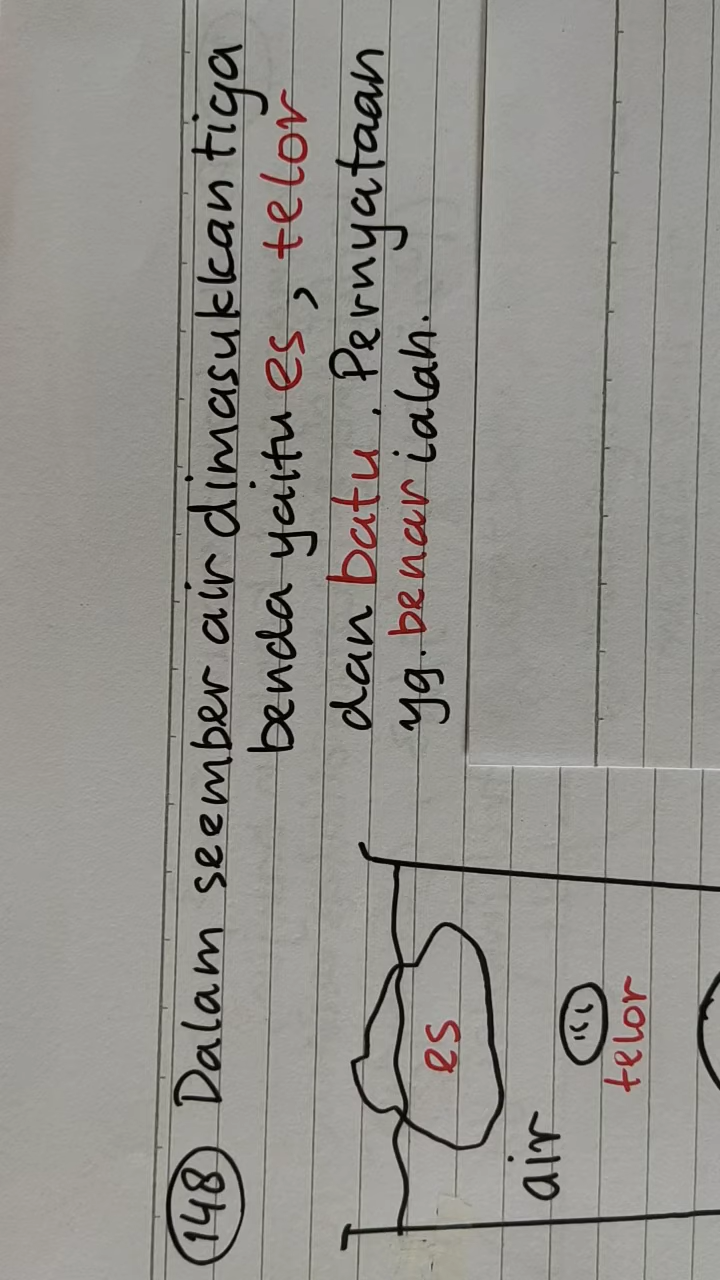 148 Dalam seember air dimasukkan tiga
benda yaitu es, telor
dan batu. Pernyataan
yg. benar ialah.
es
air
telor